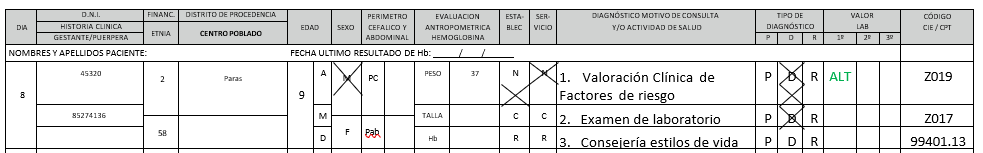 DIA D.N.I. FINANC. DISTRITO DE PROCEDENCIA EDAD SEXO PERIMETRO CEFALICO Y ABDOMINAL EVALUACION ANTROPOMETRICA HEMOGLOBINA ESTA-BLEC SER-VICIO DIAGNÓSTICO MOTIVO DE CONSULTA Y/O ACTIVIDAD DE SALUD TIPO DE DIAGNÓSTICO VALOR LAB CÓDIGO CIE / CPT
HISTORIA CLINICA ETNIA CENTRO POBLADO
GESTANTE/PUERPERA P D R 1º 2º 3º
NOMBRES Y APELLIDOS PACIENTE: FECHA ULTIMO RESULTADO DE Hb: ____/____/____
8 45320 2 Paras 9 A M PC PESO 37 N N 1. Valoración Clínica de Factores de riesgo P D R ALT Z019
85274136 M TALLA C C 2. Examen de laboratorio P D R Z017
58 D F Pab Hb R R 3. Consejería estilos de vida P D R 99401.13